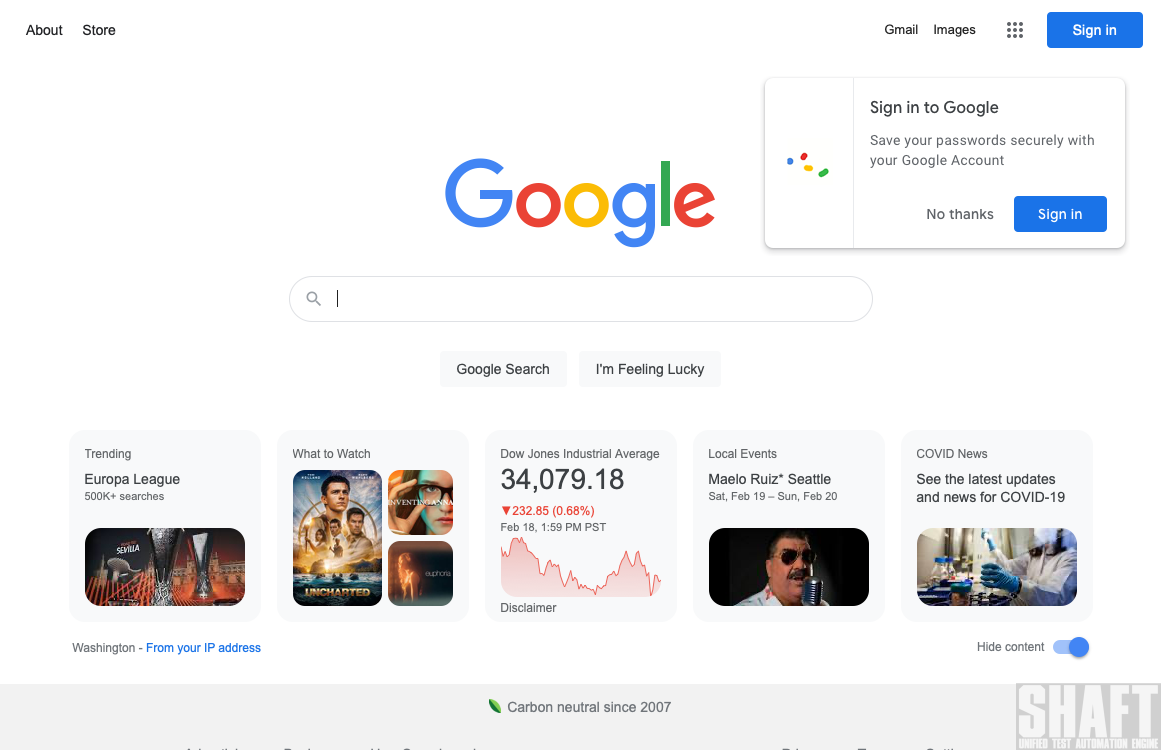 About Store
Gmail Images
Sign in
Sign in to Google
Save your passwords securely with
your Google Account
No thanks
Sign in
Google
Google Search
I'm Feeling Lucky
Trending
Europa League
500K+ searches
SEVILLA
What to Watch
UNCHARTED
INVENTING ANNA
euphoria
Dow Jones Industrial Average
34,079.18
▼232.85 (0.68%)
Feb 18, 1:59 PM PST
Disclaimer
Local Events
Maelo Ruiz* Seattle
Sat, Feb 19 – Sun, Feb 20
COVID News
See the latest updates
and news for COVID-19
Washington - From your IP address
Hide content
Carbon neutral since 2007
SHAFT
UNIFIED TEST AUTOMATION ENGINE